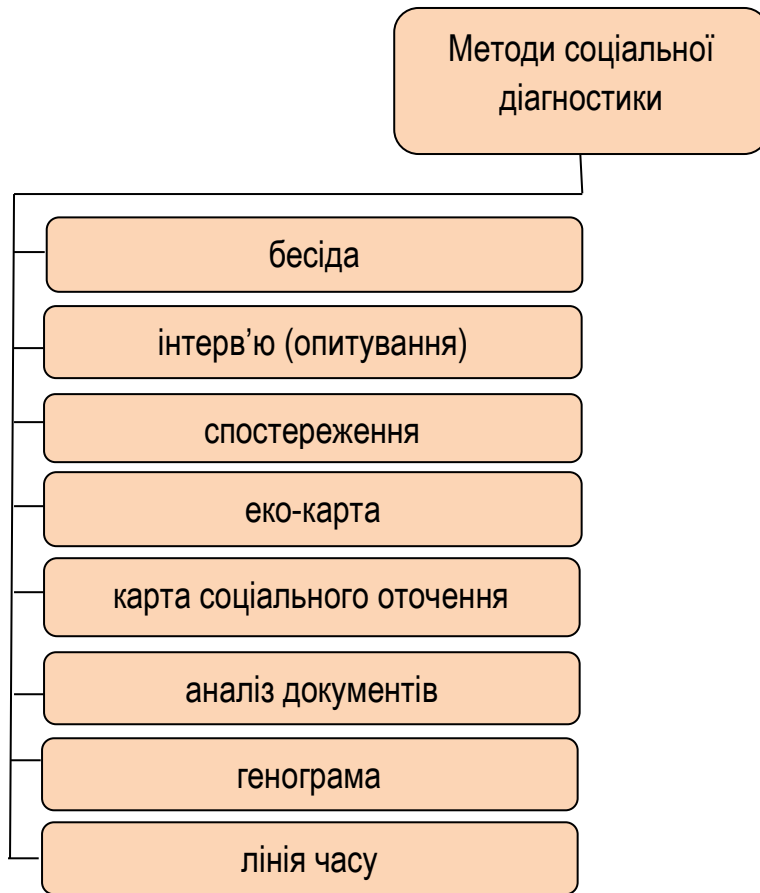 Методи соціальної
діагностики
бесіда
інтерв’ю (опитування)
спостереження
еко-карта
карта соціального оточення
аналіз документів
генограма
лінія часу